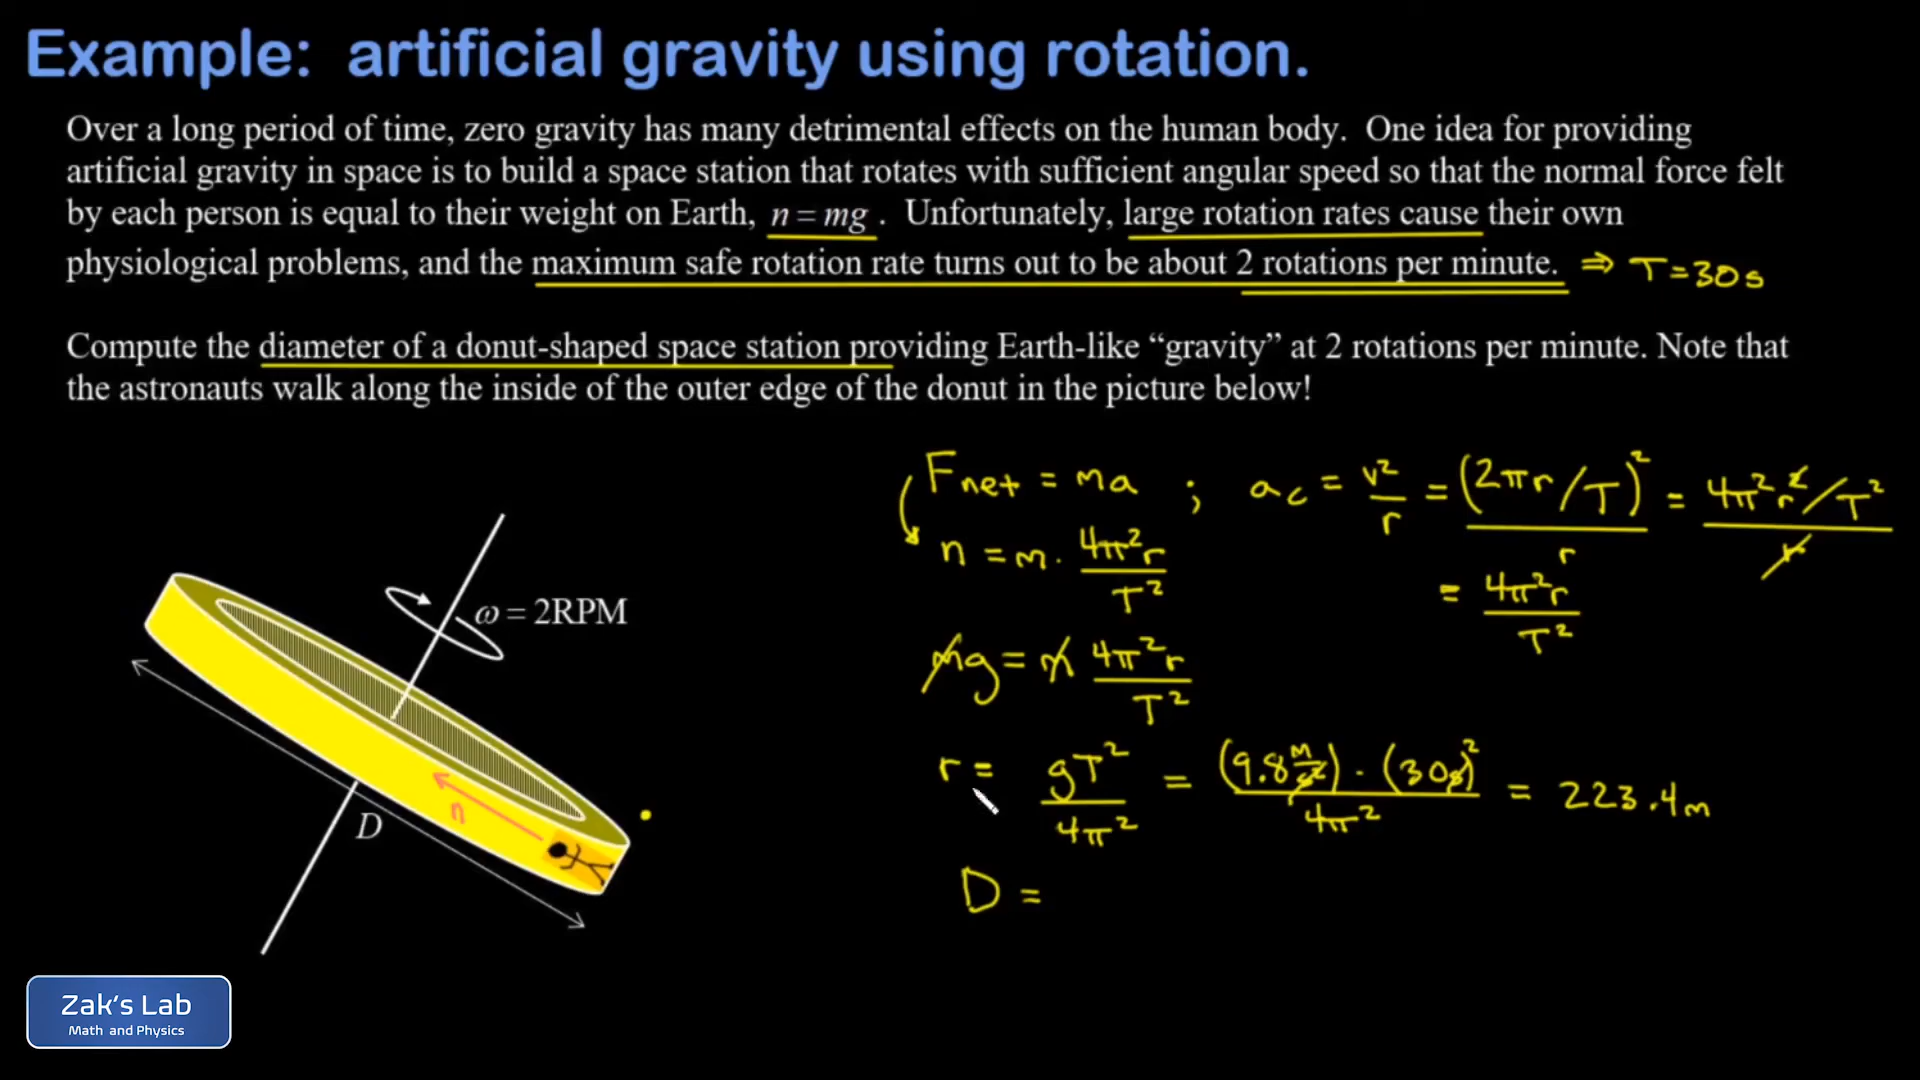 Example: artificial gravity using rotation.
Over a long period of time, zero gravity has many detrimental effects on the human body. One idea for providing
artificial gravity in space is to build a space station that rotates with sufficient angular speed so that the normal force felt
by each person is equal to their weight on Earth, n = mg . Unfortunately, large rotation rates cause their own
physiological problems, and the maximum safe rotation rate turns out to be about 2 rotations per minute. ⇒ T = 30 s
Compute the diameter of a donut-shaped space station providing Earth-like “gravity” at 2 rotations per minute. Note that
the astronauts walk along the inside of the outer edge of the donut in the picture below!
F_net = ma ; a_c = v²/r = (2πr/T)²/r = (4π²r²/T²)/r
n = m · 4π²r/T²
= 4π²r/T²
ω = 2RPM
mg = m 4π²r/T²
r = gT²/4π² = (9.8 m/s²) · (30s)²/4π² = 223.4 m
n
D
D =
Zak's Lab
Math and Physics